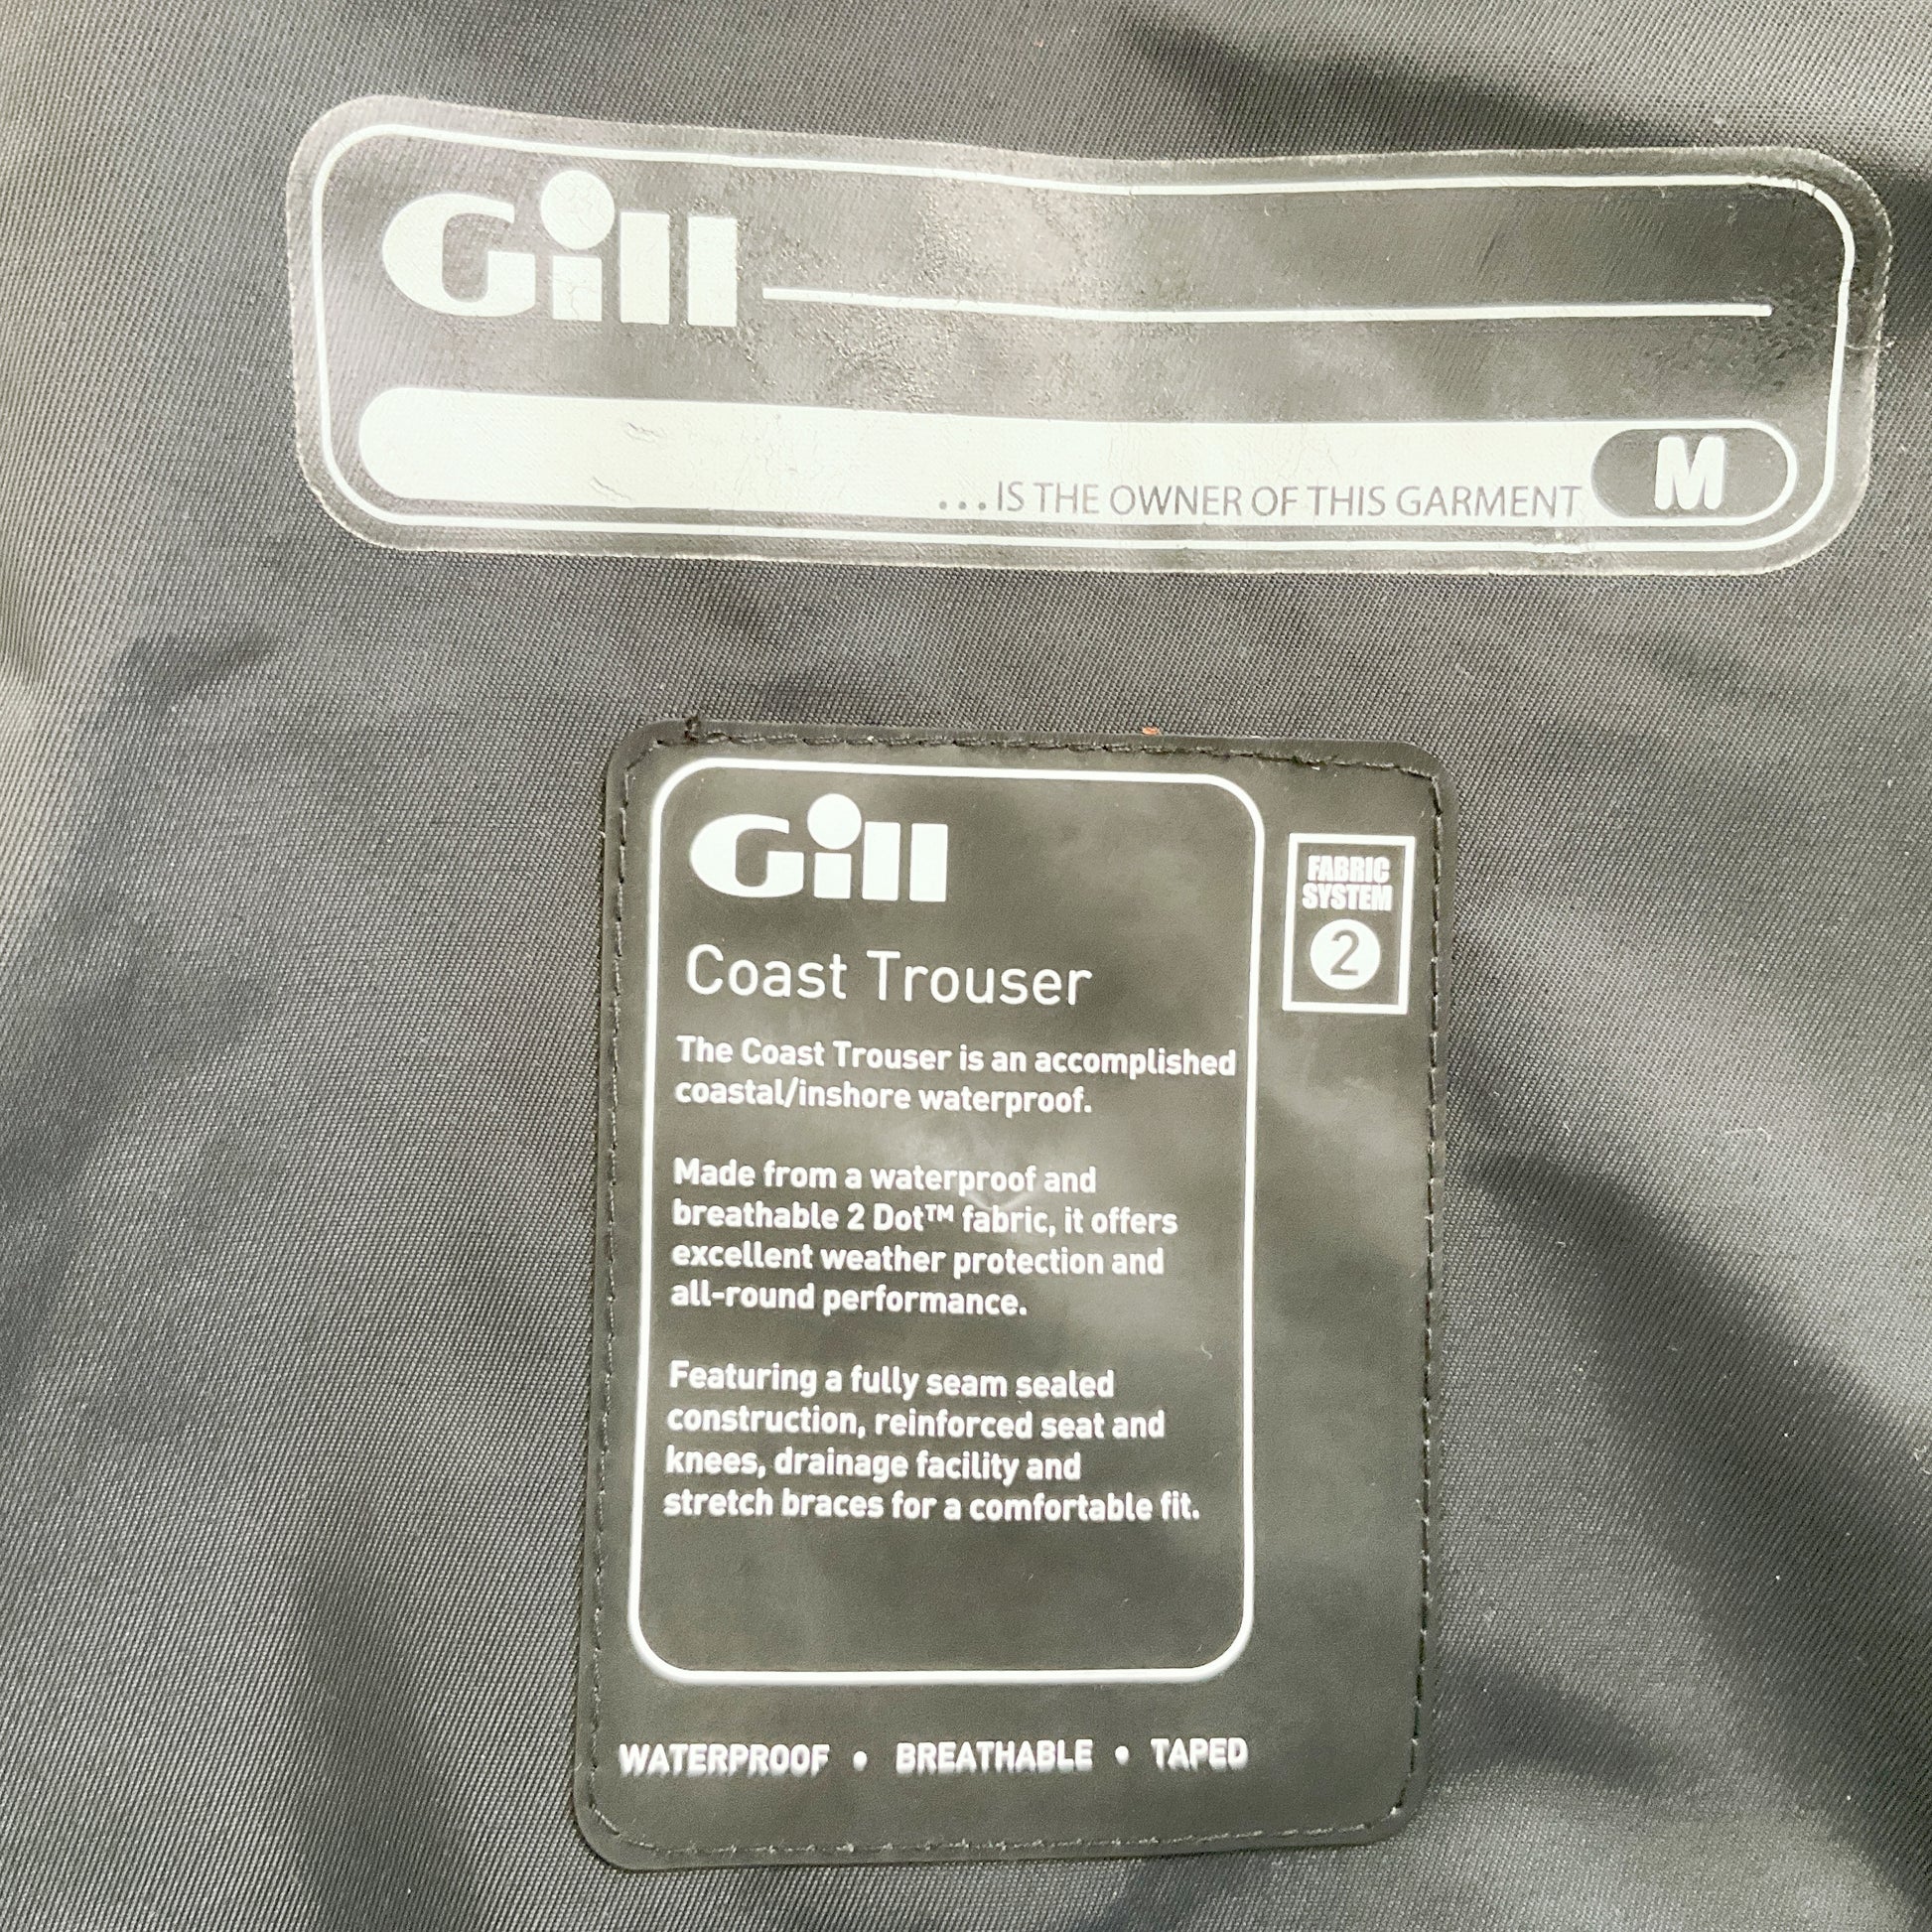 Gill
...IS THE OWNER OF THIS GARMENT M
Gill
FABRIC
SYSTEM
2
Coast Trouser
The Coast Trouser is an accomplished
coastal/inshore waterproof.
Made from a waterproof and
breathable 2 Dot™ fabric, it offers
excellent weather protection and
all-round performance.
Featuring a fully seam sealed
construction, reinforced seat and
knees, drainage facility and
stretch braces for a comfortable fit.
WATERPROOF • BREATHABLE • TAPED